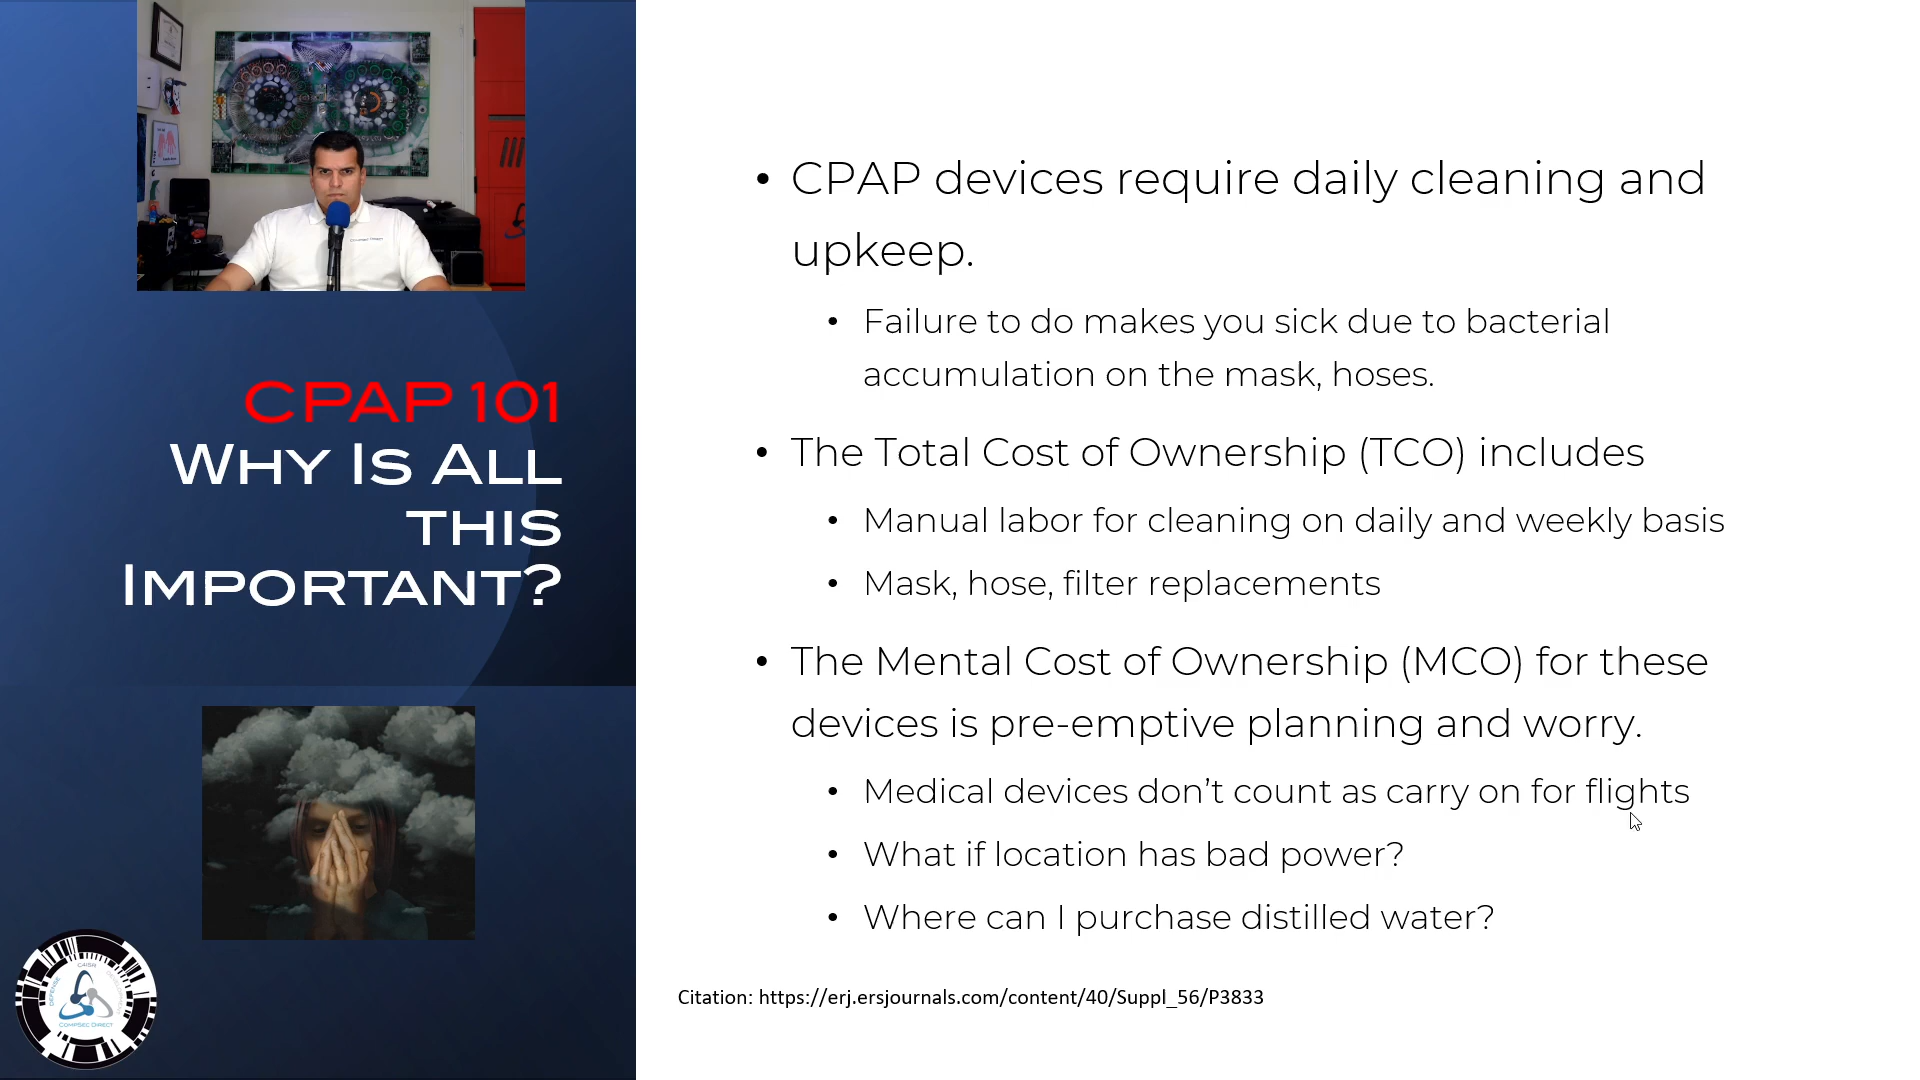 CPAP 101
WHY IS ALL
THIS
IMPORTANT?
• CPAP devices require daily cleaning and
upkeep.
• Failure to do makes you sick due to bacterial
accumulation on the mask, hoses.
• The Total Cost of Ownership (TCO) includes
• Manual labor for cleaning on daily and weekly basis
• Mask, hose, filter replacements
• The Mental Cost of Ownership (MCO) for these
devices is pre-emptive planning and worry.
• Medical devices don’t count as carry on for flights
• What if location has bad power?
• Where can I purchase distilled water?
Citation: https://erj.ersjournals.com/content/40/Suppl_56/P3833
DEFENSE
COMPSEC DIRECT